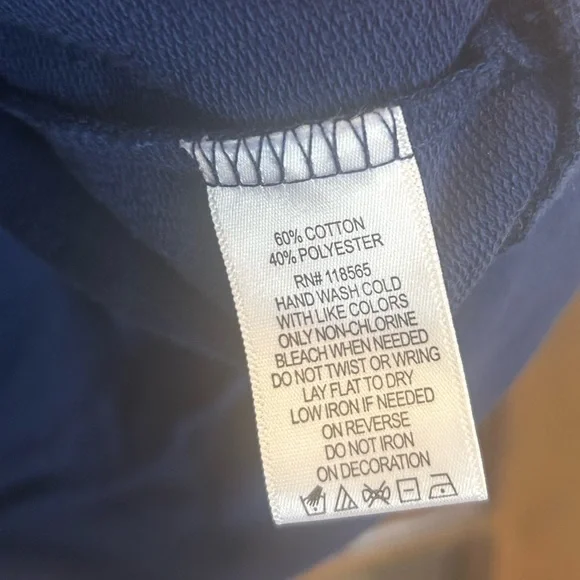 60% COTTON
40% POLYESTER
RN# 118565
HAND WASH COLD
WITH LIKE COLORS
ONLY NON-CHLORINE
BLEACH WHEN NEEDED
DO NOT TWIST OR WRING
LAY FLAT TO DRY
LOW IRON IF NEEDED
ON REVERSE
DO NOT IRON
ON DECORATION